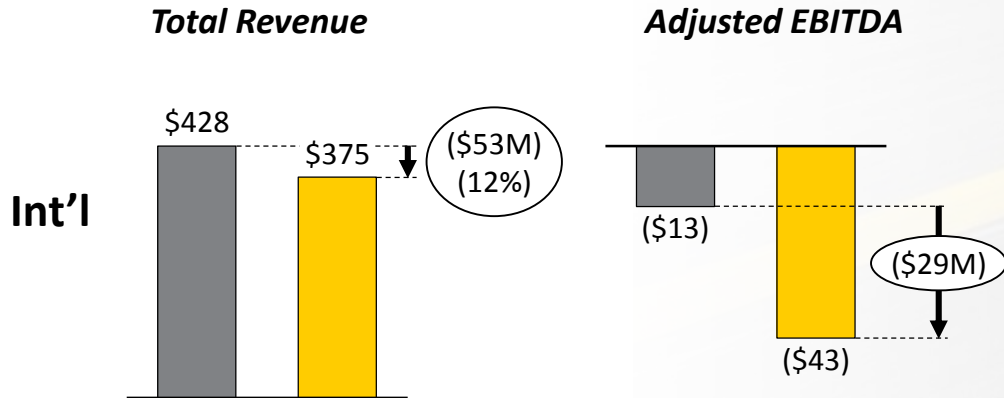 Total Revenue
Adjusted EBITDA
Int'l
$428
$375
($53M)
(12%)
($13)
($29M)
($43)